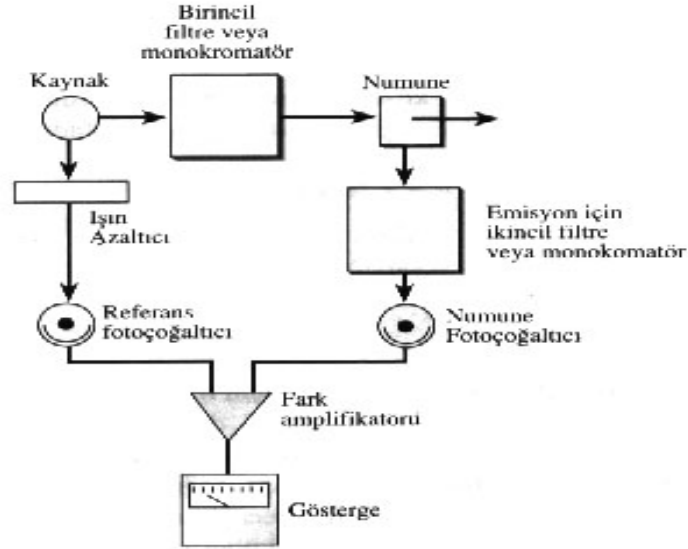 Birincil
filtre veya
monokromatör
Kaynak
Numune
Işın
Azaltıcı
Emisyon için
ikincil filtre
veya monokomatör
Referans
fotoçoğaltıcı
Numune
Fotoçoğaltıcı
Fark
amplifikatoru
Gösterge